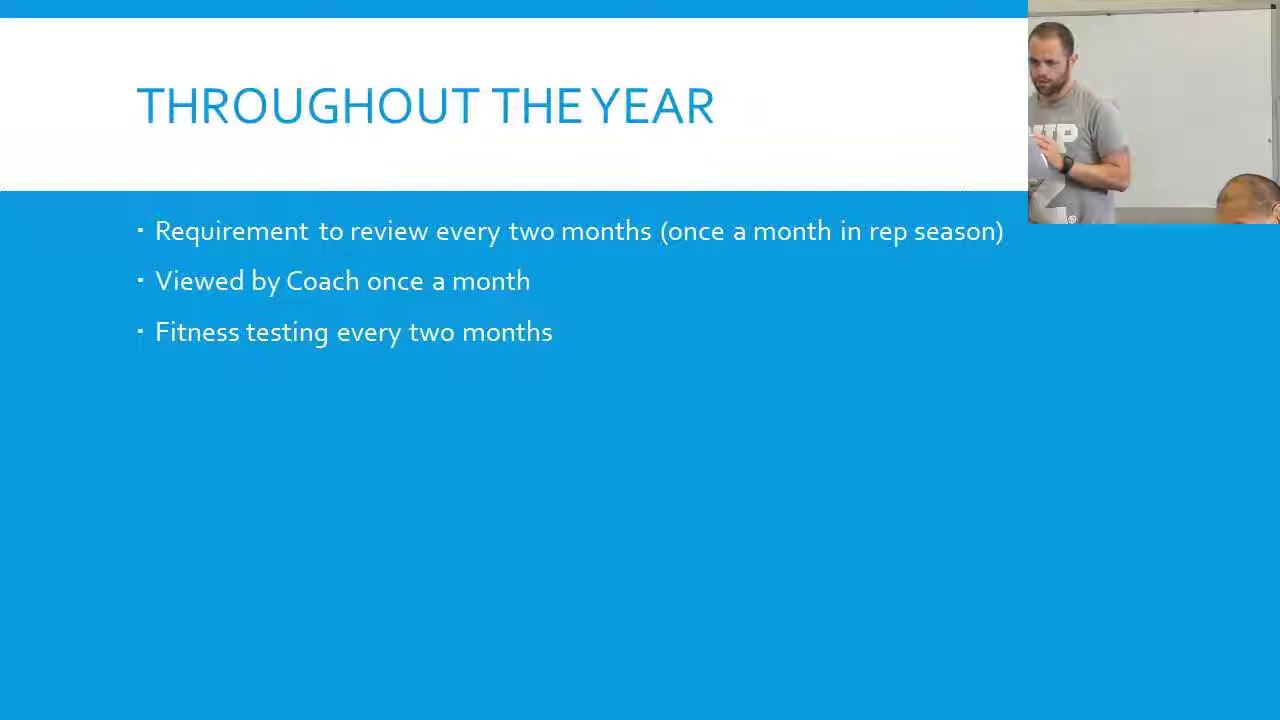 THROUGHOUT THE YEAR
▪ Requirement to review every two months (once a month in rep season)
▪ Viewed by Coach once a month
▪ Fitness testing every two months
®